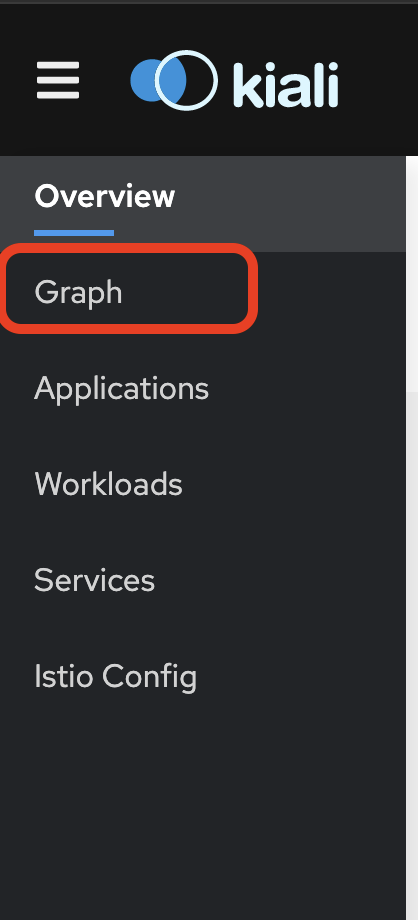 kiali
Overview
Graph
Applications
Workloads
Services
Istio Config